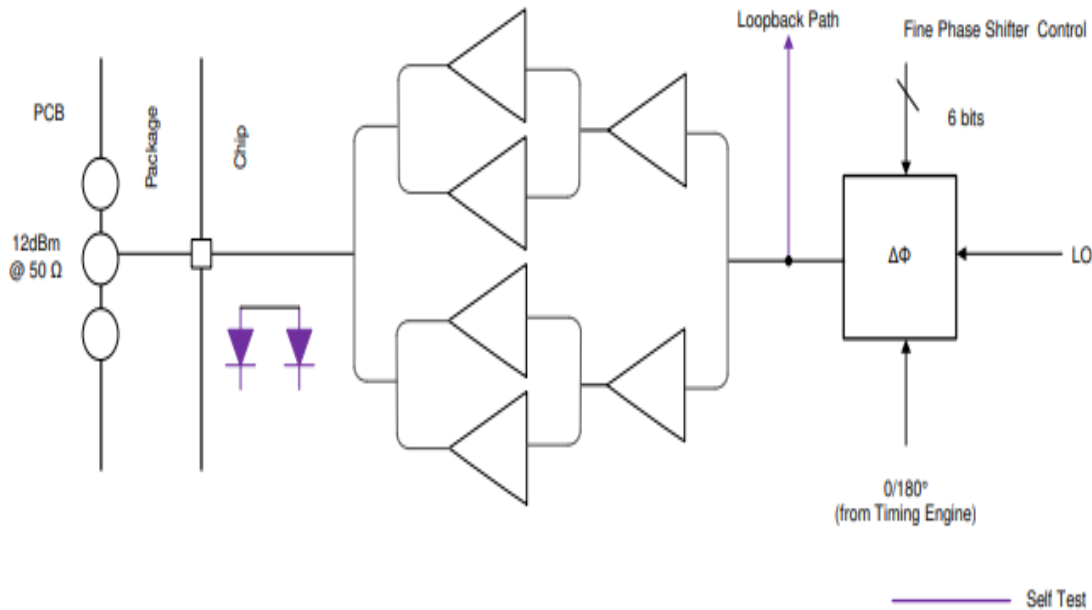 Loopback Path
Fine Phase Shifter Control
6 bits
PCB
Package
Chip
12dBm
@ 50 Ω
ΔΦ
LO
0/180°
(from Timing Engine)
Self Test